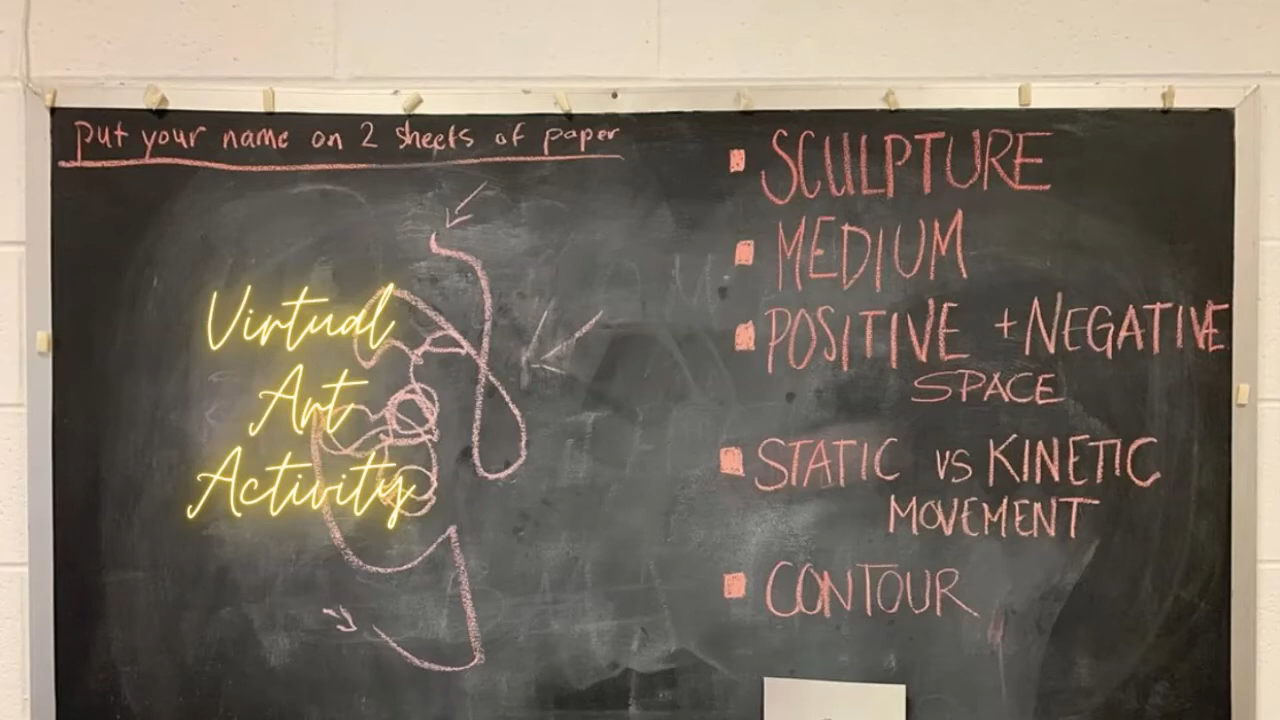 put your name on 2 sheets of paper
Virtual
Art
Activity
SCULPTURE
MEDIUM
POSITIVE + NEGATIVE
SPACE
STATIC vs KINETIC
MOVEMENT
CONTOUR